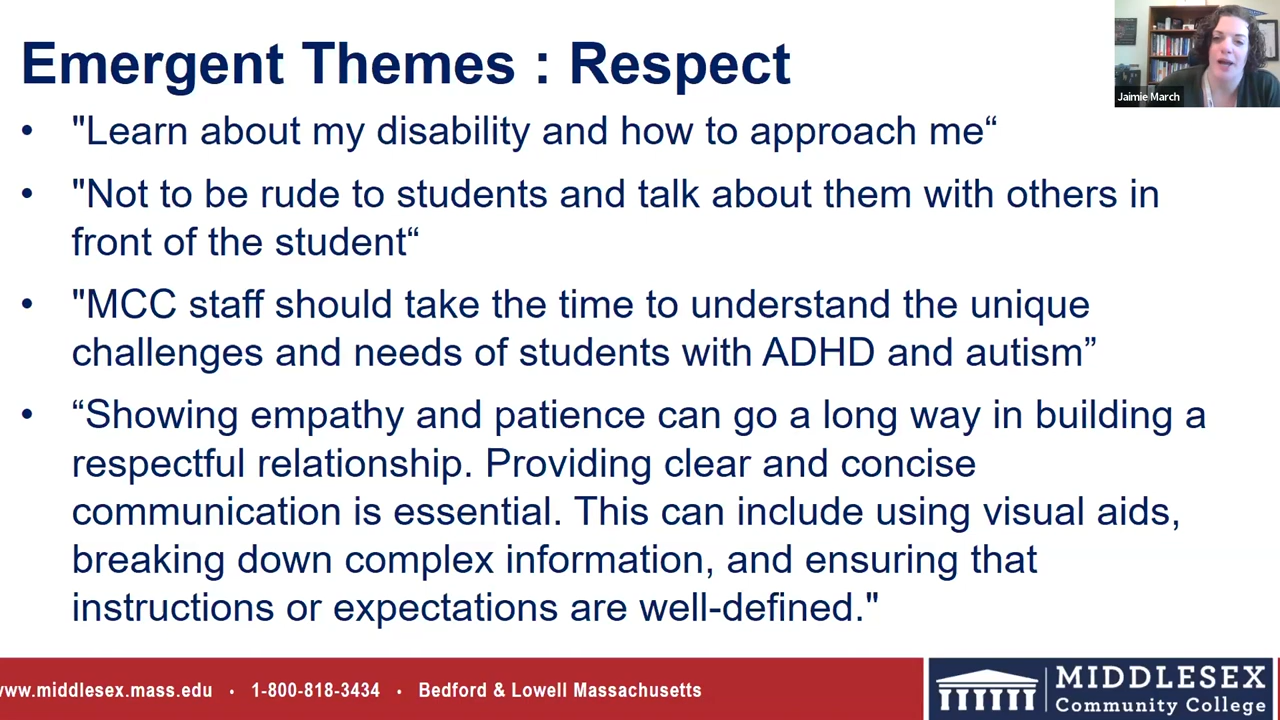 Emergent Themes : Respect
Jaimie March
• "Learn about my disability and how to approach me“
• "Not to be rude to students and talk about them with others in
front of the student“
• "MCC staff should take the time to understand the unique
challenges and needs of students with ADHD and autism”
• “Showing empathy and patience can go a long way in building a
respectful relationship. Providing clear and concise
communication is essential. This can include using visual aids,
breaking down complex information, and ensuring that
instructions or expectations are well-defined."
www.middlesex.mass.edu • 1-800-818-3434 • Bedford & Lowell Massachusetts
MIDDLESEX
Community College